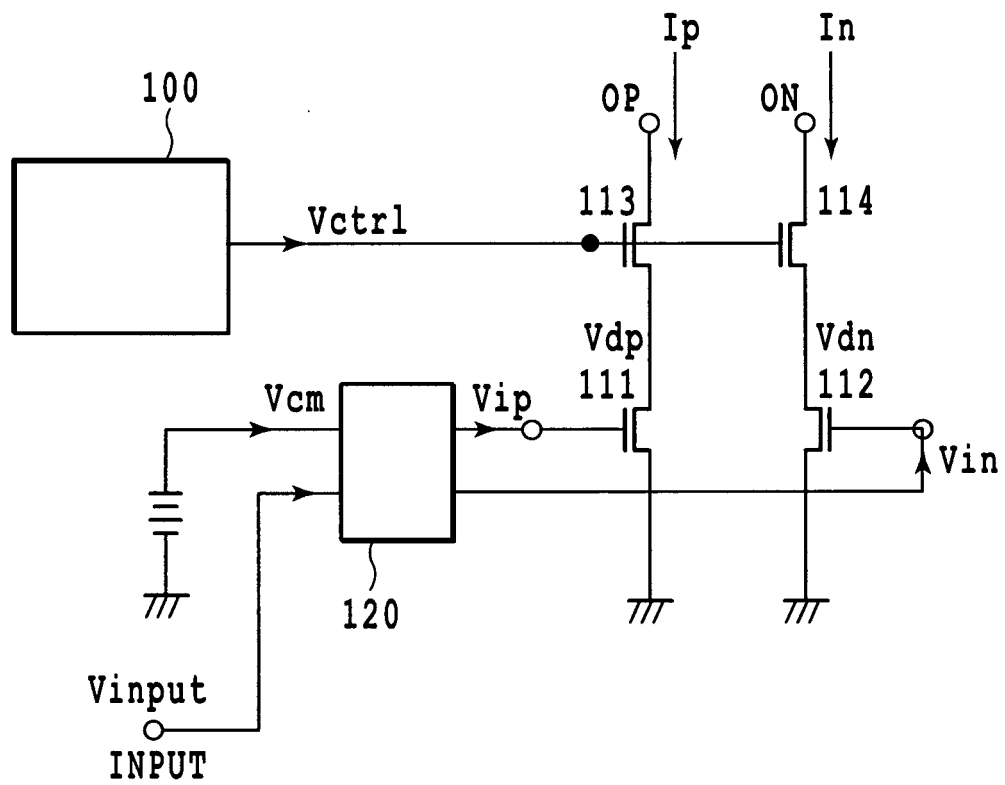 Ip
In
100
OP
ON
113
114
Vctrl
Vdp
Vdn
111
112
Vcm
Vip
Vin
120
Vinput
INPUT